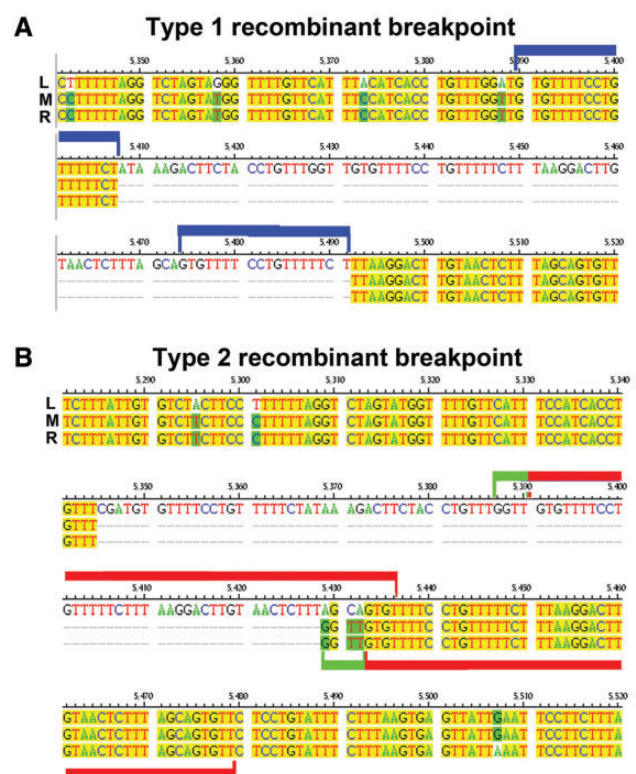 A Type 1 recombinant breakpoint
5,350 5,360 5,370 5,380 5,390 5,400
L CTTTTTTAGG TCTAGTAGGG TTTTGTTCAT TTACATCACC TGTTTGGATG TGTTTTCCTG
M CCTTTTTAGG TCTAGTATGG TTTTGTTCAT TTCCATCACC TGTTTGGTTG TGTTTTCCTG
R CCTTTTTAGG TCTAGTATGG TTTTGTTCAT TTCCATCACC TGTTTGGTTG TGTTTTCCTG
5,410 5,420 5,430 5,440 5,450 5,460
TTTTTCTATA AAGACTTCTA CCTGTTTGGT TGTGTTTTCC TGTTTTTCTT TAAGGACTTG
TTTTTCT--- ---------- ---------- ---------- ---------- ----------
TTTTTCT--- ---------- ---------- ---------- ---------- ----------
5,470 5,480 5,490 5,500 5,510 5,520
TAACTCTTTA GCAGTGTTTT CCTGTTTTTC TTTAAGGACT TGTAACTCTT TAGCAGTGTT
---------- ---------- ---------- -TTAAGGACT TGTAACTCTT TAGCAGTGTT
---------- ---------- ---------- -TTAAGGACT TGTAACTCTT TAGCAGTGTT
B Type 2 recombinant breakpoint
5,290 5,300 5,310 5,320 5,330 5,340
L TCTTTATTGT GTCTACTTCC TTTTTTAGGT CTAGTATGGT TTTGTTCATT TCCATCACCT
M TCTTTATTGT GTCTTCTTCC CTTTTTAGGT CTAGTATGGT TTTGTTCATT TCCATCACCT
R TCTTTATTGT GTCTTCTTCC CTTTTTAGGT CTAGTATGGT TTTGTTCATT TCCATCACCT
5,350 5,360 5,370 5,380 5,390 5,400
GTTTCGATGT GTTTTCCTGT TTTTCTATAA AGACTTCTAC CTGTTTGGTT GTGTTTTCCT
GTTT------ ---------- ---------- ---------- ---------- ----------
GTTT------ ---------- ---------- ---------- ---------- ----------
5,410 5,420 5,430 5,440 5,450 5,460
GTTTTTCTTT AAGGACTTGT AACTCTTTAG CAGTGTTTTC CTGTTTTTCT TTAAGGACTT
---------- ---------- --------GG TTGTGTTTTC CTGTTTTTCT TTAAGGACTT
---------- ---------- --------GG TTGTGTTTTC CTGTTTTTCT TTAAGGACTT
5,470 5,480 5,490 5,500 5,510 5,520
GTAACTCTTT AGCAGTGTTC TCCTGTATTT CTTTAAGTGA GTTATTGAAT TCCTTCTTTA
GTAACTCTTT AGCAGTGTTC TCCTGTATTT CTTTAAGTGA GTTATTGAAT TCCTTCTTTA
GTAACTCTTT AGCAGTGTTC TCCTGTATTT CTTTAAGTGA GTTATTAAAT TCCTTCTTTA